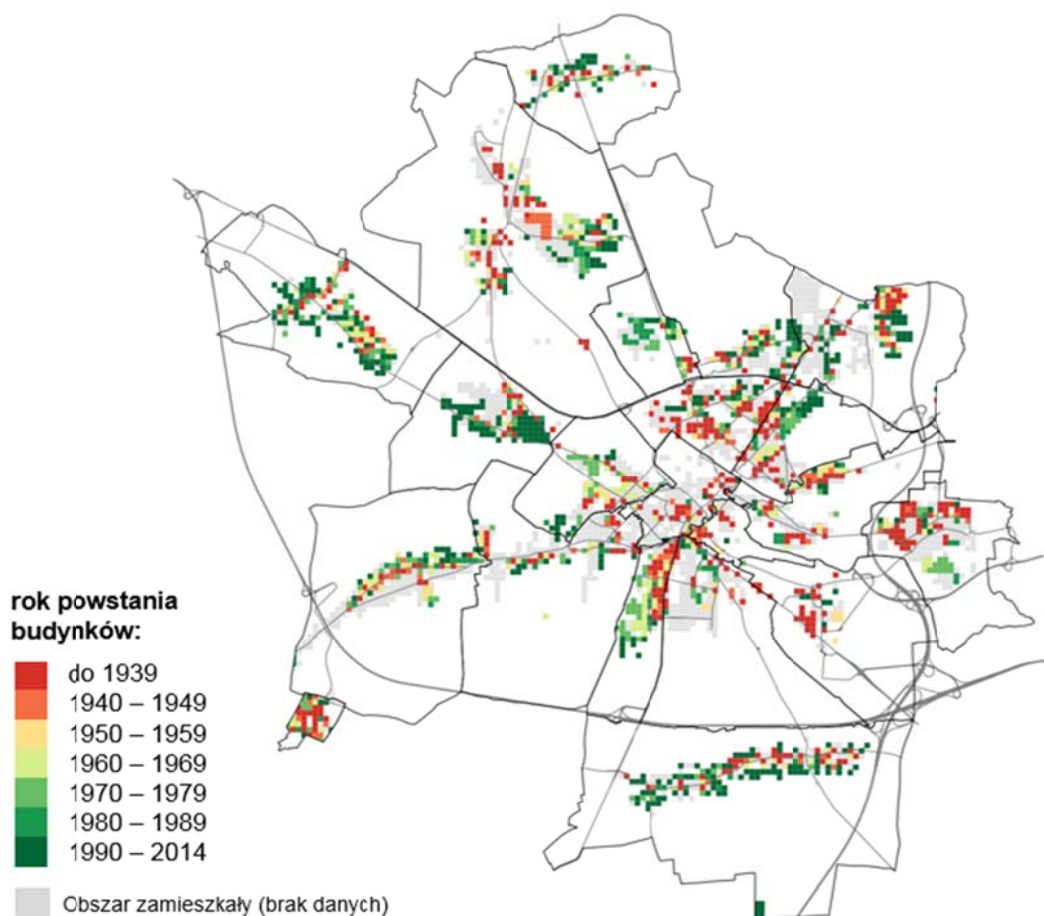 rok powstania
budynków:
do 1939
1940 – 1949
1950 – 1959
1960 – 1969
1970 – 1979
1980 – 1989
1990 – 2014
Obszar zamieszkały (brak danych)